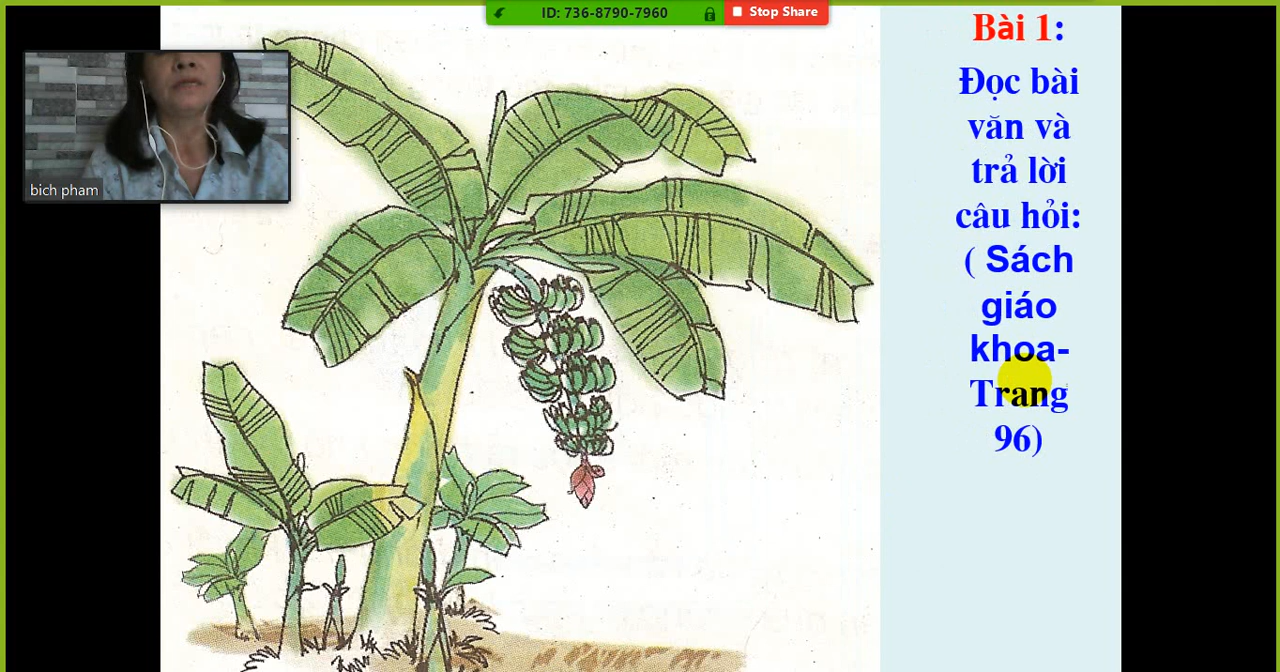 ID: 736-8790-7960
Stop Share
bich pham
Bài 1:
Đọc bài
văn và
trả lời
câu hỏi:
( Sách
giáo
khoa-
Trang
96)